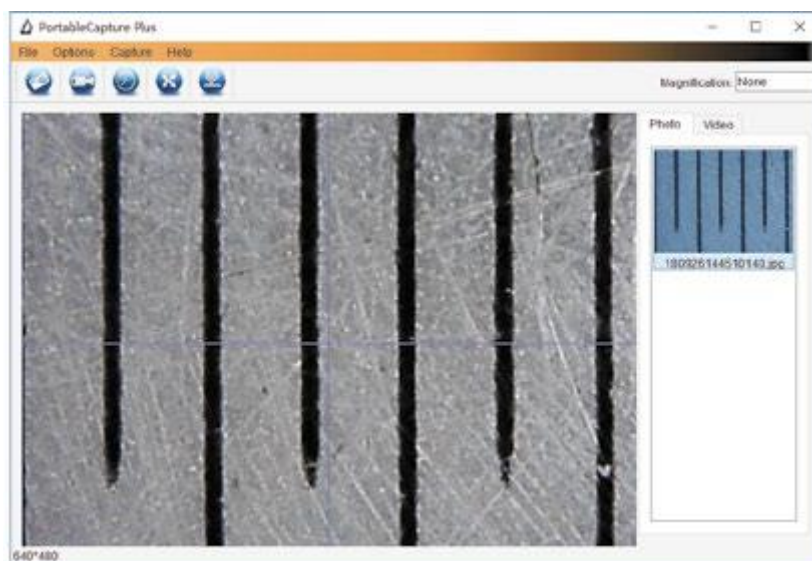 PortableCapture Plus
File Options Capture Help
Magnification: None
Photo Video
180926144510140.jpg
640*480